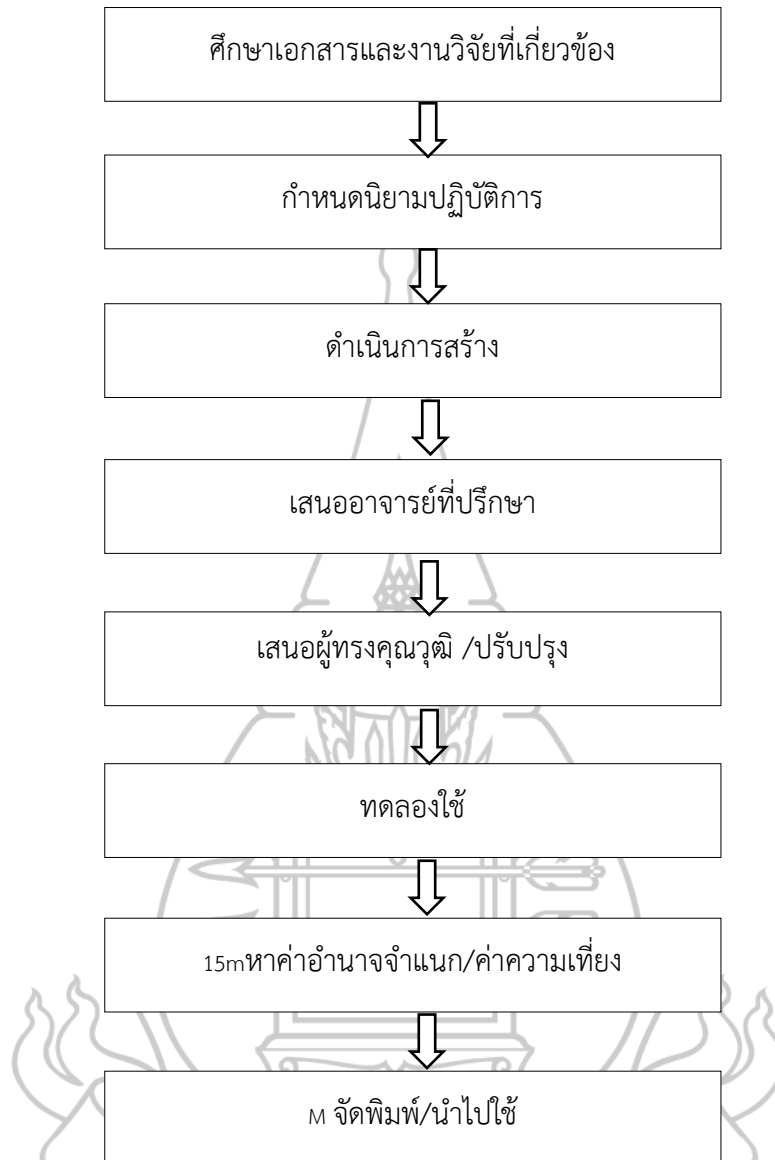 ศึกษาเอกสารและงานวิจัยที่เกี่ยวข้อง
กำหนดนิยามปฏิบัติการ
ดำเนินการสร้าง
เสนออาจารย์ที่ปรึกษา
เสนอผู้ทรงคุณวุฒิ /ปรับปรุง
ทดลองใช้
15mหาค่าอำนาจจำแนก/ค่าความเที่ยง
M จัดพิมพ์/นำไปใช้